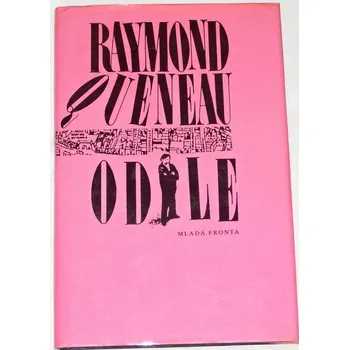 RAYMOND
QUENEAU
ODILE
MLADÁ FRONTA